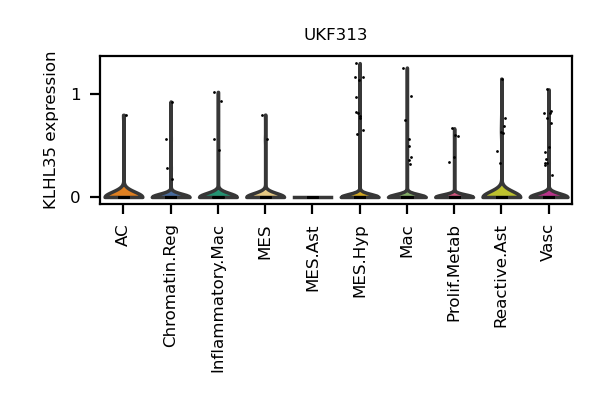 UKF313
KLHL35 expression
1
0
AC
Chromatin.Reg
Inflammatory.Mac
MES
MES.Ast
MES.Hyp
Mac
Prolif.Metab
Reactive.Ast
Vasc